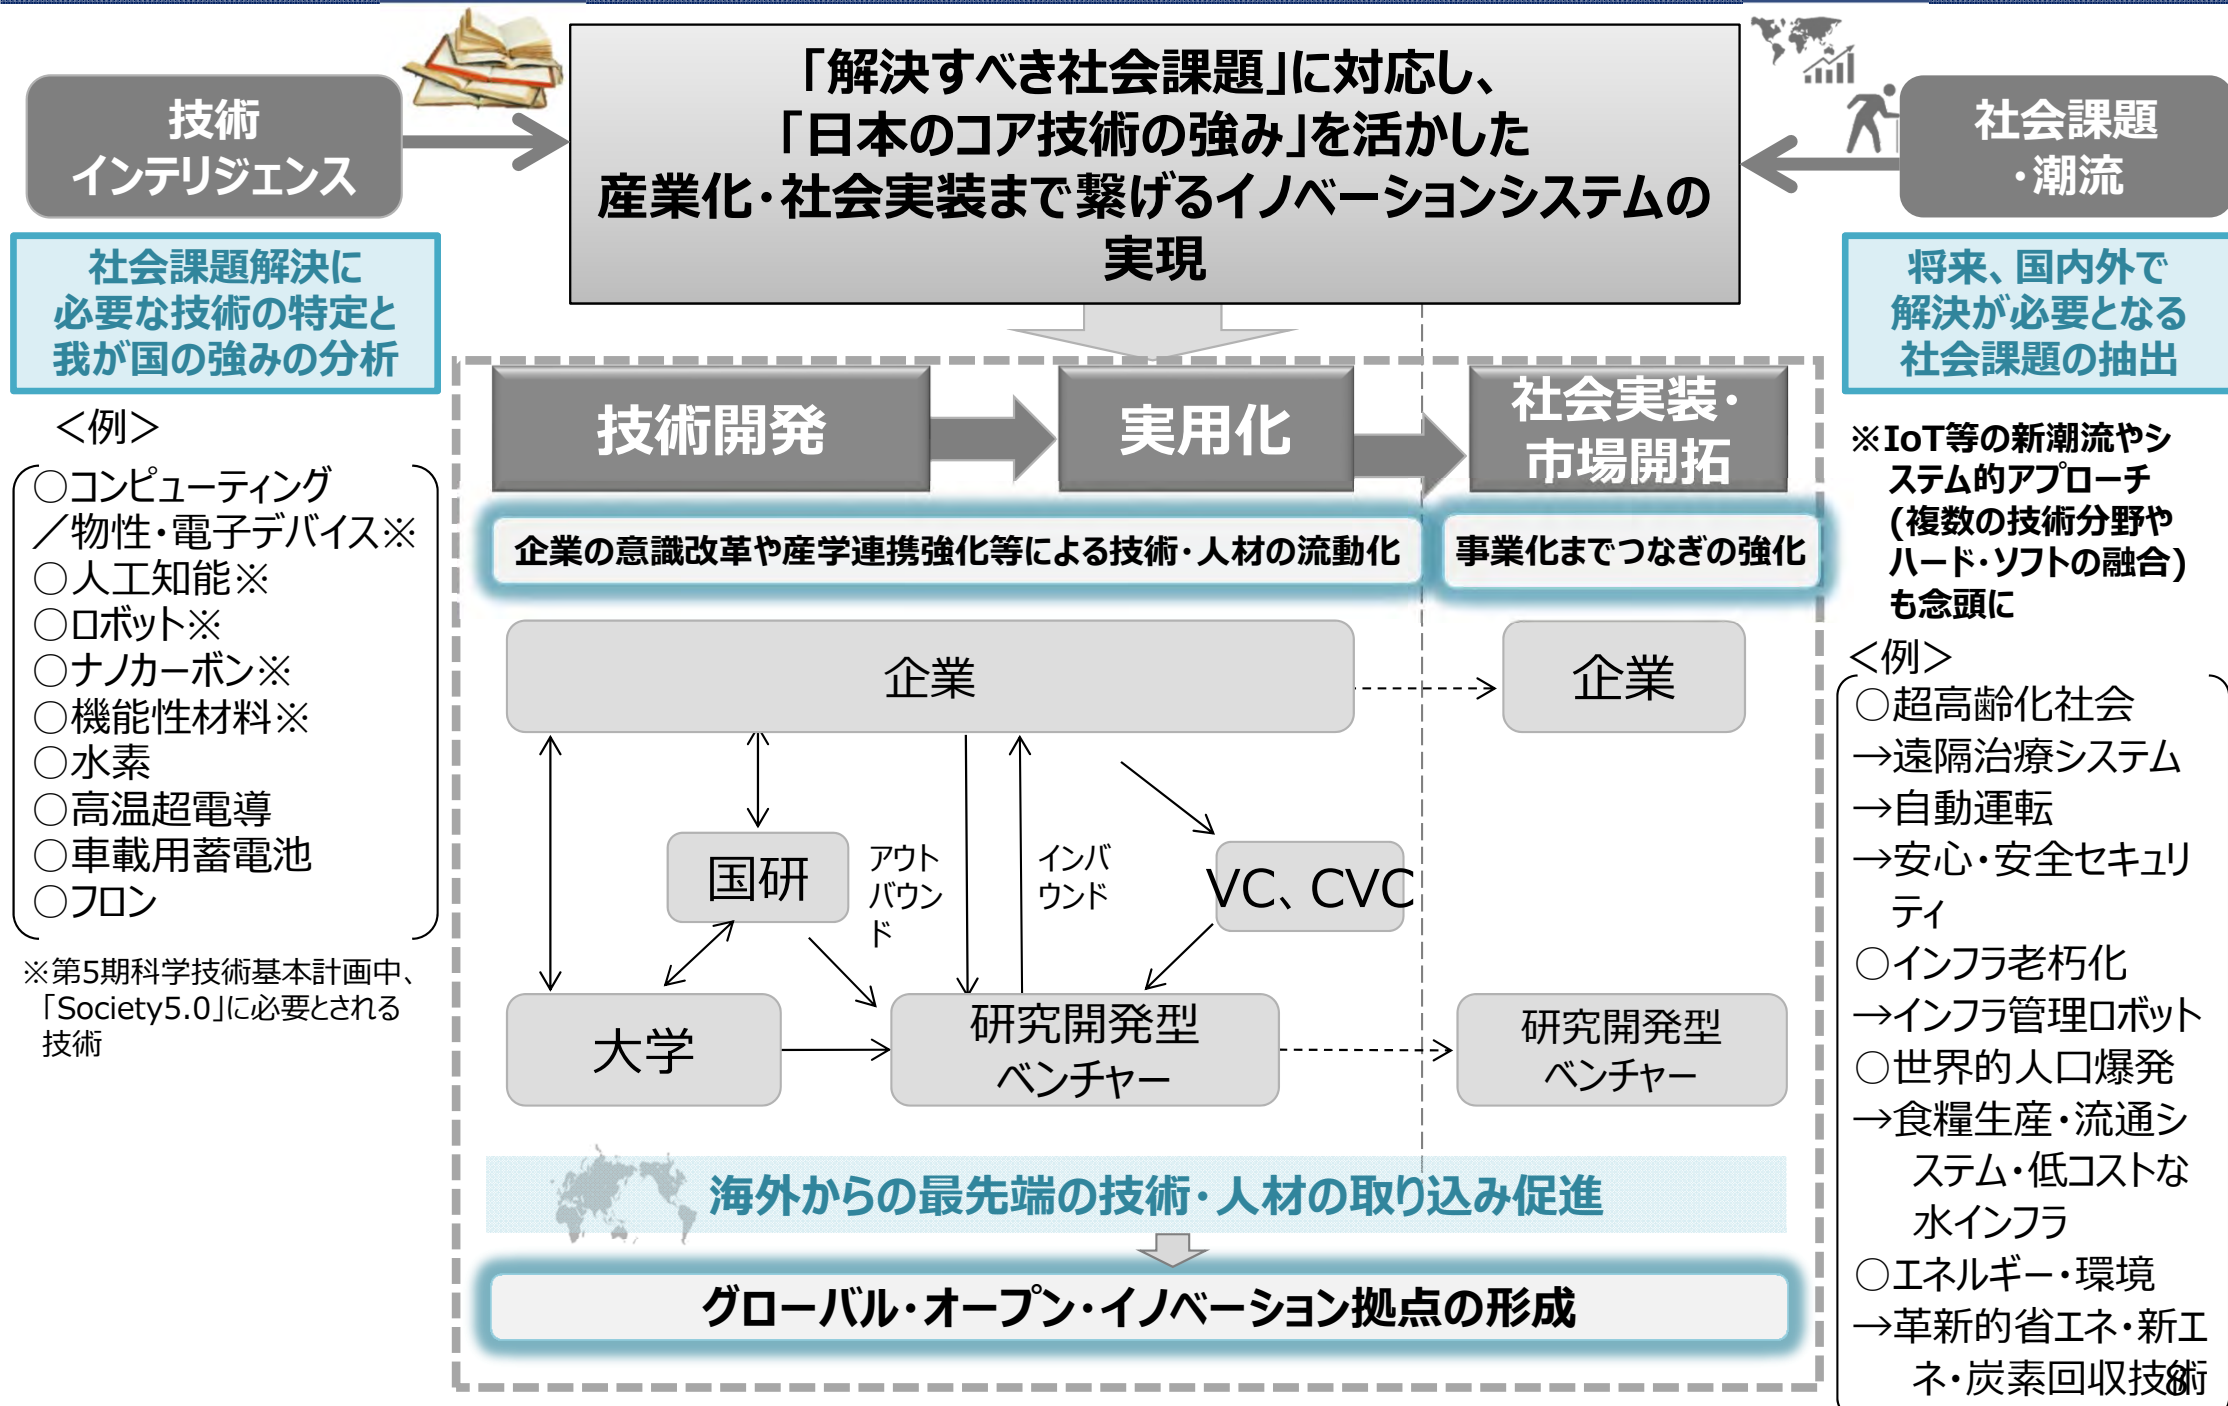 「解決すべき社会課題」に対応し、
「日本のコア技術の強み」を活かした
産業化・社会実装まで繋げるイノベーションシステムの
実現
技術
インテリジェンス
社会課題解決に
必要な技術の特定と
我が国の強みの分析
＜例＞
○コンピューティング
／物性・電子デバイス※
○人工知能※
○ロボット※
○ナノカーボン※
○機能性材料※
○水素
○高温超電導
○車載用蓄電池
○フロン
※第5期科学技術基本計画中、
「Society5.0」に必要とされる
技術
技術開発
実用化
社会実装・
市場開拓
企業の意識改革や産学連携強化等による技術・人材の流動化
事業化までつなぎの強化
企業
企業
国研
アウト
バウン
ド
インバ
ウンド
VC、CVC
大学
研究開発型
ベンチャー
研究開発型
ベンチャー
海外からの最先端の技術・人材の取り込み促進
グローバル・オープン・イノベーション拠点の形成
社会課題
・潮流
将来、国内外で
解決が必要となる
社会課題の抽出
※IoT等の新潮流やシ
ステム的アプローチ
(複数の技術分野や
ハード・ソフトの融合)
も念頭に
＜例＞
○超高齢化社会
→遠隔治療システム
→自動運転
→安心・安全セキュリ
ティ
○インフラ老朽化
→インフラ管理ロボット
○世界的人口爆発
→食糧生産・流通シ
ステム・低コストな
水インフラ
○エネルギー・環境
→革新的省エネ・新エ
ネ・炭素回収技術
8